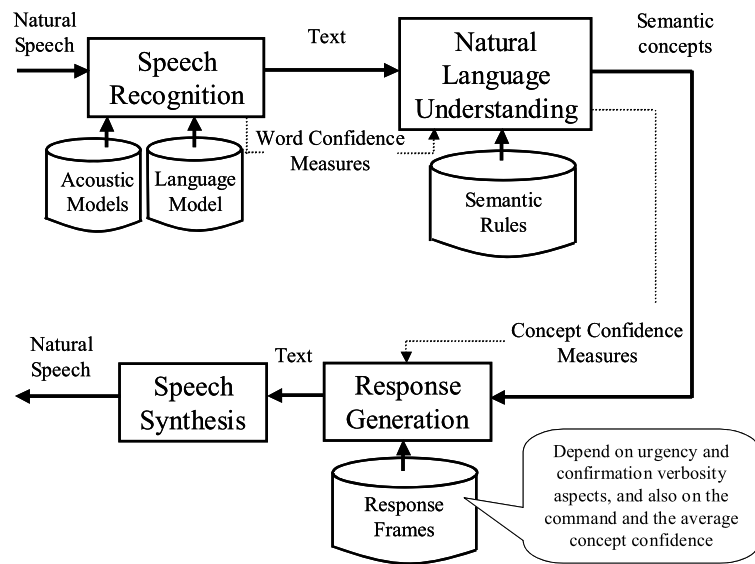 Natural
Speech
Text
Semantic
concepts
Speech
Recognition
Natural
Language
Understanding
Word Confidence
Measures
Acoustic
Models
Language
Model
Semantic
Rules
Natural
Speech
Text
Concept Confidence
Measures
Speech
Synthesis
Response
Generation
Response
Frames
Depend on urgency and
confirmation verbosity
aspects, and also on the
command and the average
concept confidence